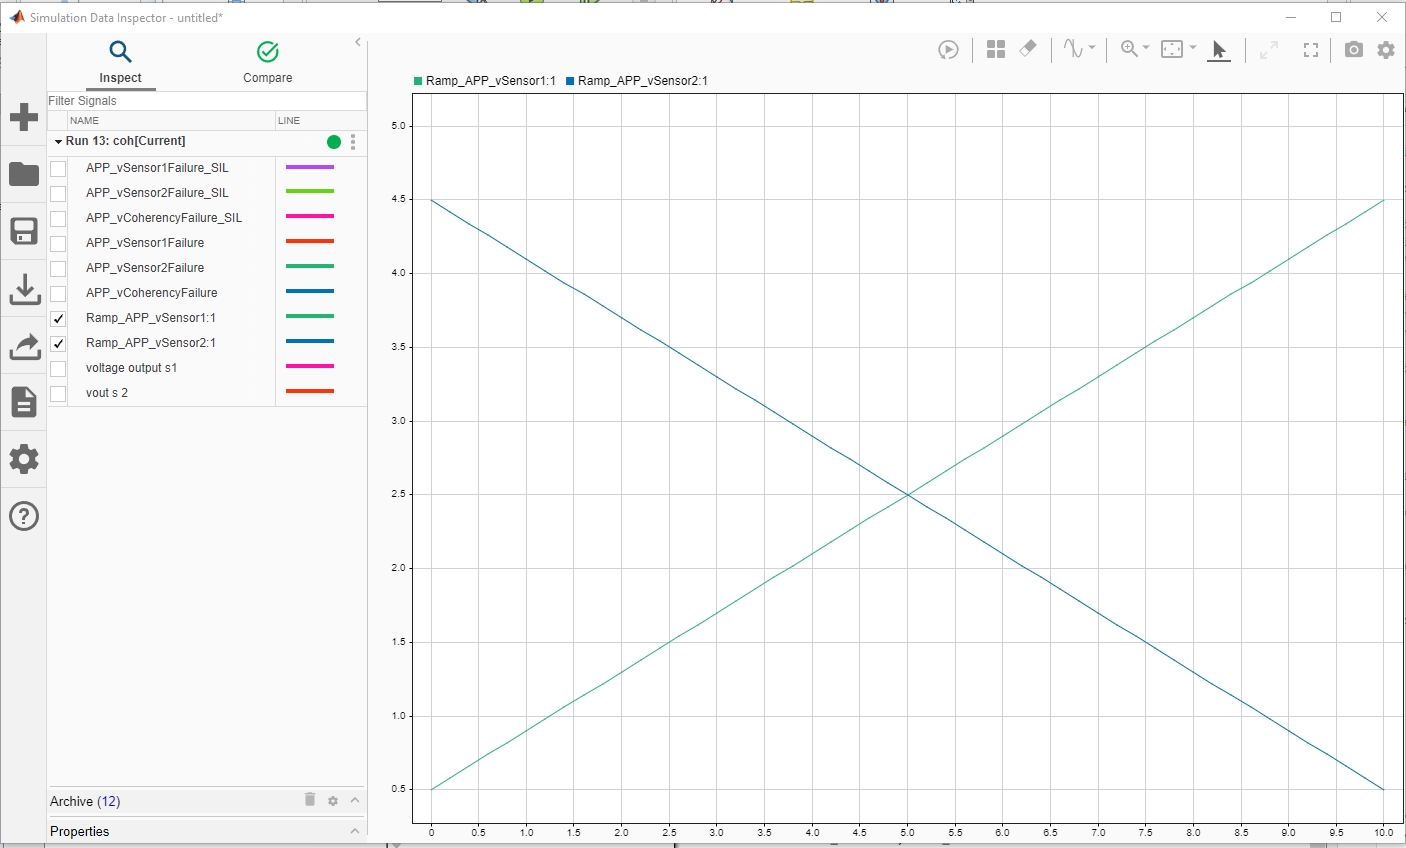 Simulation Data Inspector - untitled*
Inspect
Compare
Filter Signals
NAME LINE
Run 13: coh[Current]
APP_vSensor1Failure_SIL
APP_vSensor2Failure_SIL
APP_vCoherencyFailure_SIL
APP_vSensor1Failure
APP_vSensor2Failure
APP_vCoherencyFailure
Ramp_APP_vSensor1:1
Ramp_APP_vSensor2:1
voltage output s1
vout s 2
Archive (12)
Properties
Ramp_APP_vSensor1:1 Ramp_APP_vSensor2:1
5.0
4.5
4.0
3.5
3.0
2.5
2.0
1.5
1.0
0.5
0 0.5 1.0 1.5 2.0 2.5 3.0 3.5 4.0 4.5 5.0 5.5 6.0 6.5 7.0 7.5 8.0 8.5 9.0 9.5 10.0